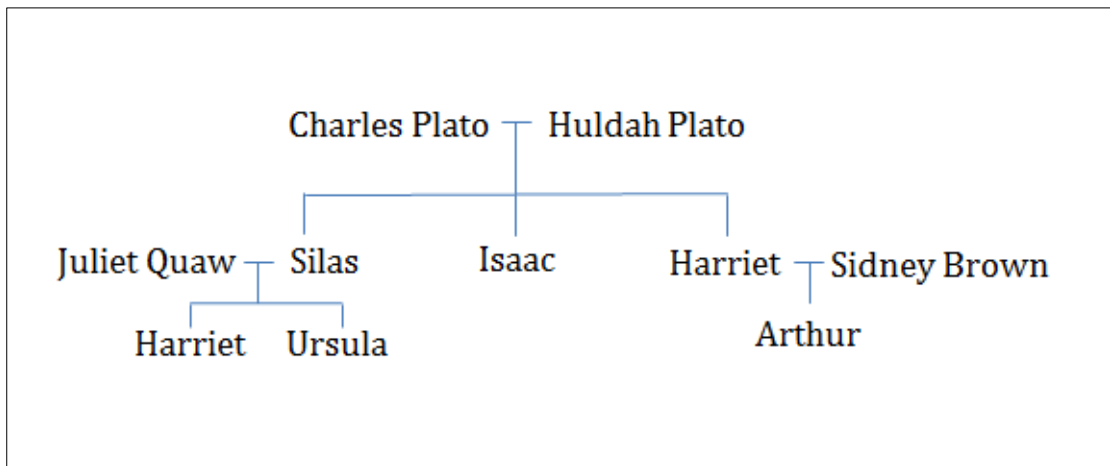 Charles Plato Huldah Plato
Juliet Quaw Silas Isaac Harriet Sidney Brown
Harriet Ursula Arthur